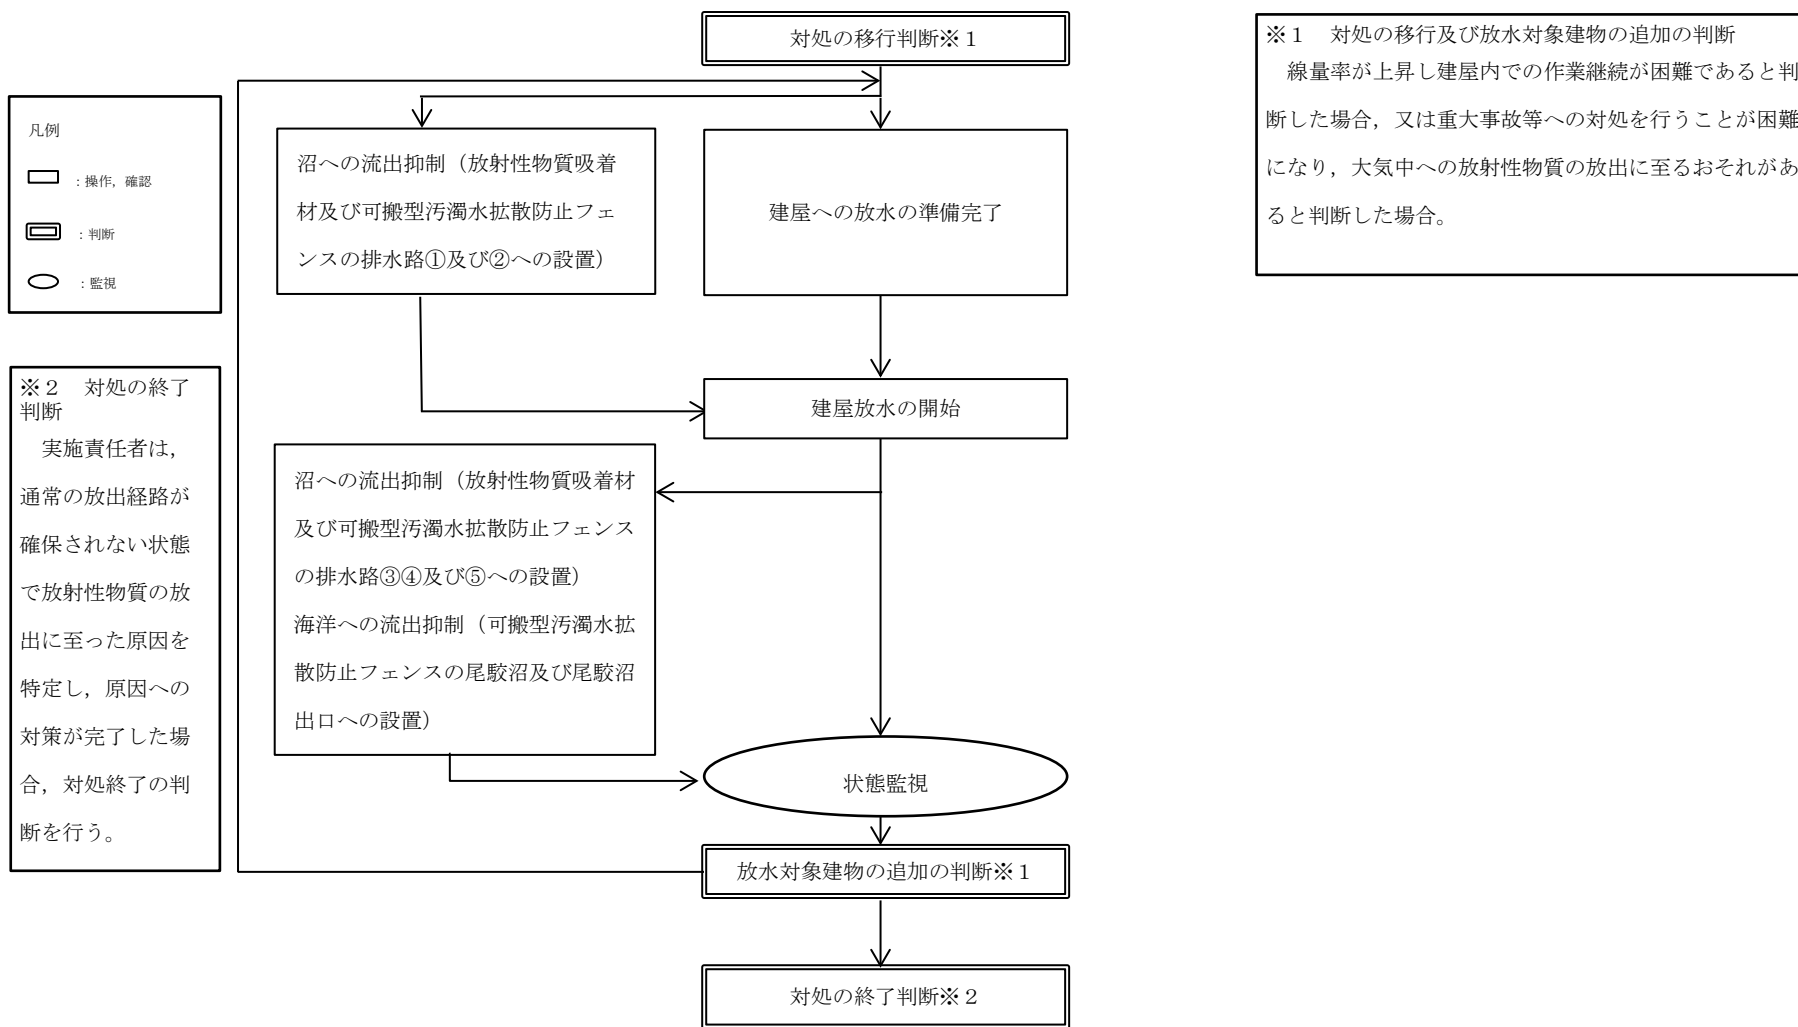 対処の移行判断※１
※１　対処の移行及び放水対象建物の追加の判断
線量率が上昇し建屋内での作業継続が困難であると判
断した場合，又は重大事故等への対処を行うことが困難
になり，大気中への放射性物質の放出に至るおそれがあ
ると判断した場合。
凡例
：操作，確認
：判断
：監視
沼への流出抑制（放射性物質吸着
材及び可搬型汚濁水拡散防止フェ
ンスの排水路①及び②への設置）
建屋への放水の準備完了
※２　対処の終了
判断
実施責任者は，
通常の放出経路が
確保されない状態
で放射性物質の放
出に至った原因を
特定し，原因への
対策が完了した場
合，対処終了の判
断を行う。
建屋放水の開始
沼への流出抑制（放射性物質吸着材
及び可搬型汚濁水拡散防止フェンス
の排水路③④及び⑤への設置）
海洋への流出抑制（可搬型汚濁水拡
散防止フェンスの尾駮沼及び尾駮沼
出口への設置）
状態監視
放水対象建物の追加の判断※１
対処の終了判断※２